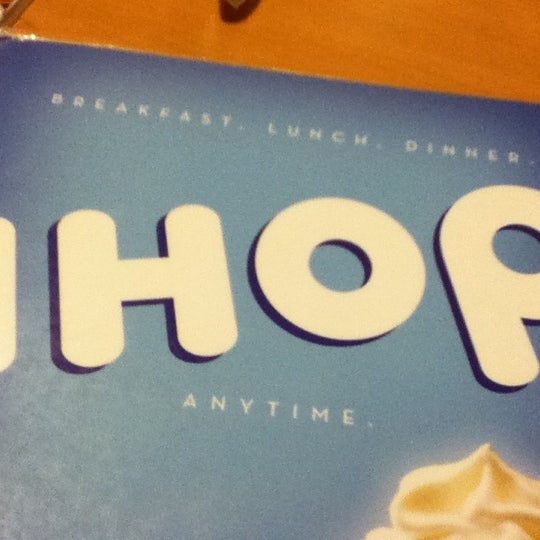 BREAKFAST. LUNCH. DINNER.
IHOP
ANYTIME.